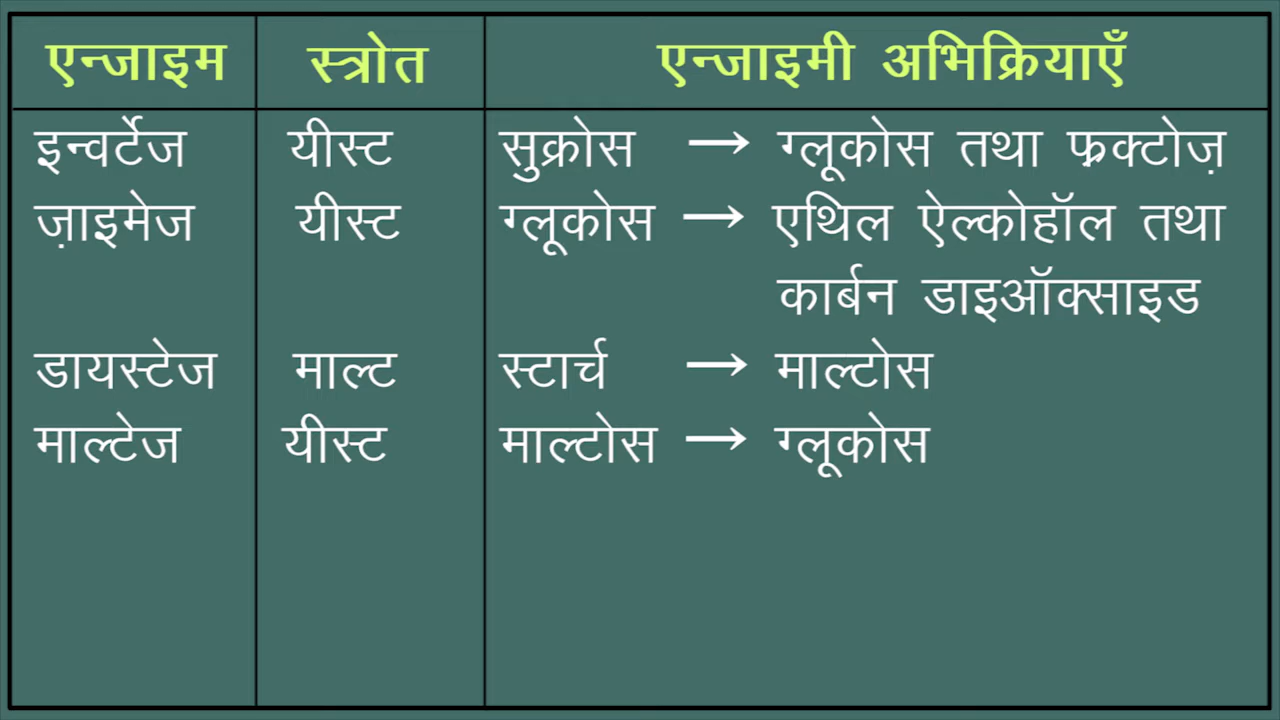 एन्जाइम स्त्रोत एन्जाइमी अभिक्रियाएँ
इन्वर्टेज यीस्ट सुक्रोस → ग्लूकोस तथा फ्रक्टोज़
ज़ाइमेज यीस्ट ग्लूकोस → एथिल ऐल्कोहॉल तथा
कार्बन डाइऑक्साइड
डायस्टेज माल्ट स्टार्च → माल्टोस
माल्टेज यीस्ट माल्टोस → ग्लूकोस